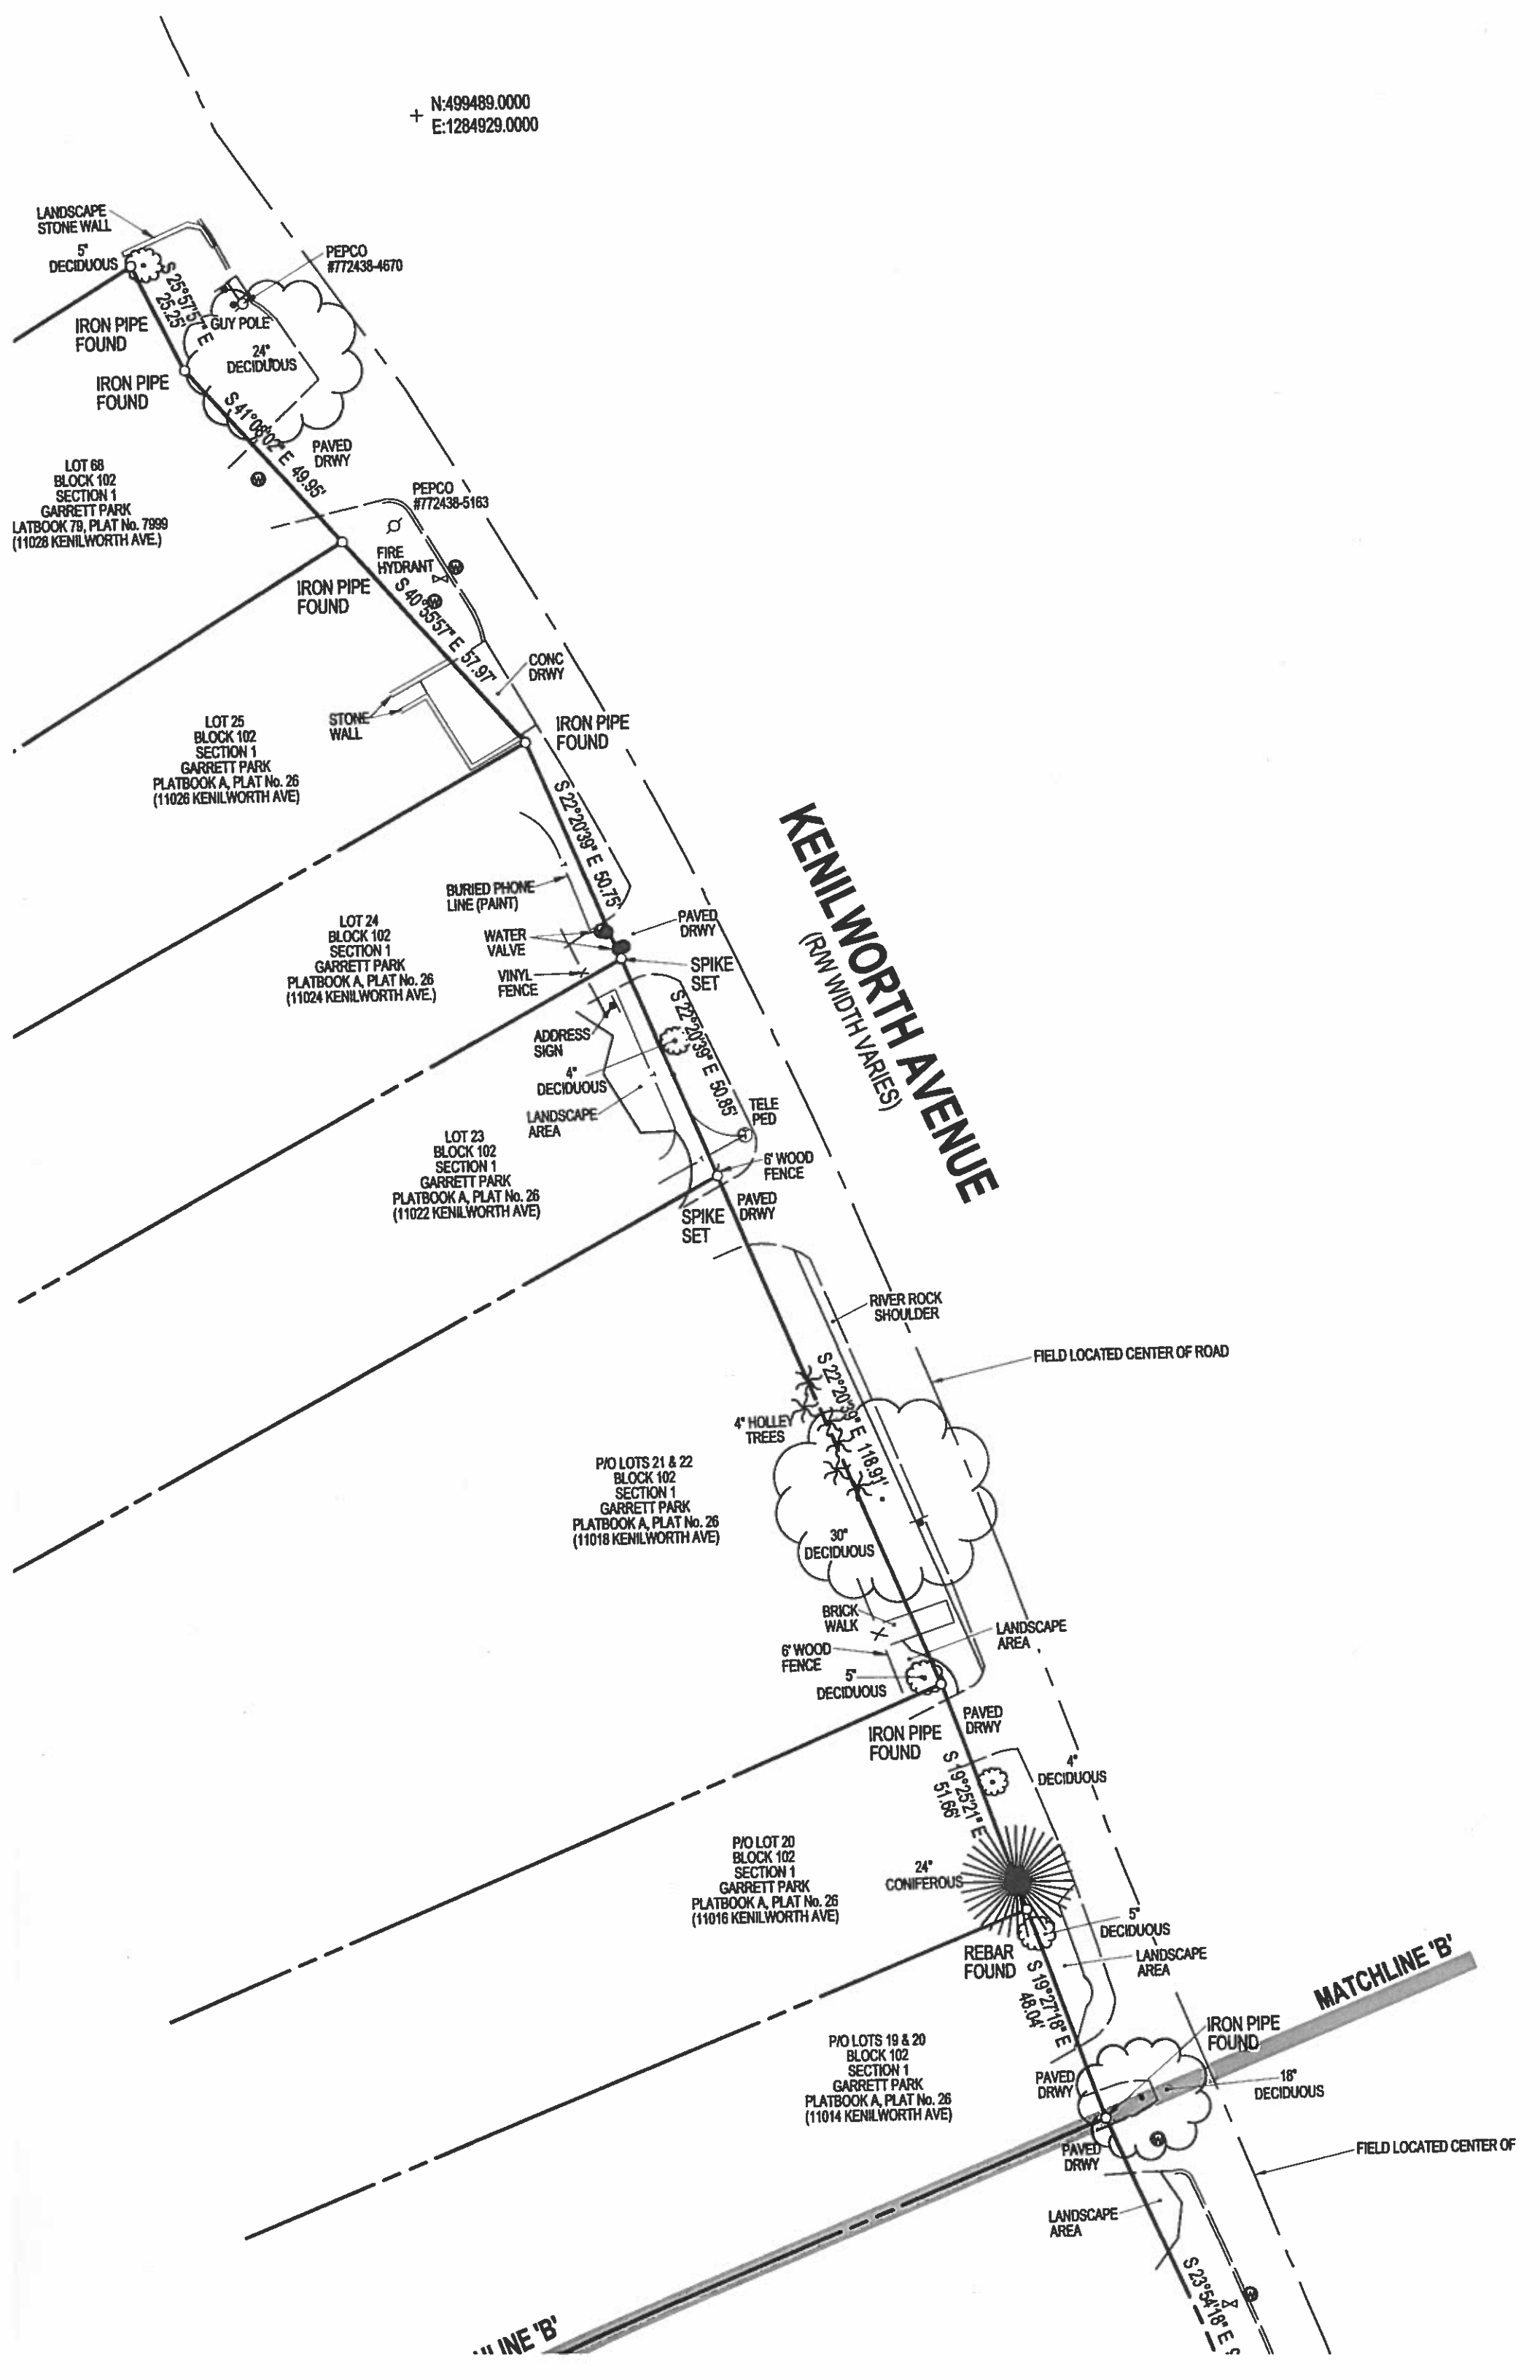 N:499489.0000
E:1284929.0000
LANDSCAPE
STONE WALL
5"
DECIDUOUS
PEPCO
#772438-4670
S 25°57'51" E
25.25'
GUY POLE
IRON PIPE
FOUND
24"
DECIDUOUS
IRON PIPE
FOUND
S 41°08'02" E 49.95'
PAVED
DRWY
LOT 68
BLOCK 102
SECTION 1
GARRETT PARK
LATBOOK 79, PLAT No. 7999
(11028 KENILWORTH AVE.)
PEPCO
#772438-5163
FIRE
HYDRANT
W
W
W
IRON PIPE
FOUND
S 40°55'57" E 57.97'
CONC
DRWY
STONE
WALL
IRON PIPE
FOUND
LOT 25
BLOCK 102
SECTION 1
GARRETT PARK
PLATBOOK A, PLAT No. 26
(11026 KENILWORTH AVE)
S 22°20'39" E 50.75'
KENILWORTH AVENUE
(R/W WIDTH VARIES)
BURIED PHONE
LINE (PAINT)
WATER
VALVE
PAVED
DRWY
VINYL
FENCE
SPIKE
SET
LOT 24
BLOCK 102
SECTION 1
GARRETT PARK
PLATBOOK A, PLAT No. 26
(11024 KENILWORTH AVE.)
ADDRESS
SIGN
4"
DECIDUOUS
S 22°20'39" E 50.85'
LANDSCAPE
AREA
TELE
PED
6' WOOD
FENCE
LOT 23
BLOCK 102
SECTION 1
GARRETT PARK
PLATBOOK A, PLAT No. 26
(11022 KENILWORTH AVE)
SPIKE
SET
PAVED
DRWY
RIVER ROCK
SHOULDER
FIELD LOCATED CENTER OF ROAD
S 22°20'39" E 118.91'
4" HOLLEY
TREES
P/O LOTS 21 & 22
BLOCK 102
SECTION 1
GARRETT PARK
PLATBOOK A, PLAT No. 26
(11018 KENILWORTH AVE)
30"
DECIDUOUS
BRICK
WALK
LANDSCAPE
AREA
6' WOOD
FENCE
5"
DECIDUOUS
IRON PIPE
FOUND
PAVED
DRWY
S 19°25'21" E
51.66'
4"
DECIDUOUS
P/O LOT 20
BLOCK 102
SECTION 1
GARRETT PARK
PLATBOOK A, PLAT No. 26
(11016 KENILWORTH AVE)
24"
CONIFEROUS
5"
DECIDUOUS
REBAR
FOUND
LANDSCAPE
AREA
S 19°27'18" E
48.04'
MATCHLINE 'B'
IRON PIPE
FOUND
P/O LOTS 19 & 20
BLOCK 102
SECTION 1
GARRETT PARK
PLATBOOK A, PLAT No. 26
(11014 KENILWORTH AVE)
PAVED
DRWY
18"
DECIDUOUS
W
PAVED
DRWY
FIELD LOCATED CENTER OF
LANDSCAPE
AREA
S 23°54'18" E
W
HLINE 'B'